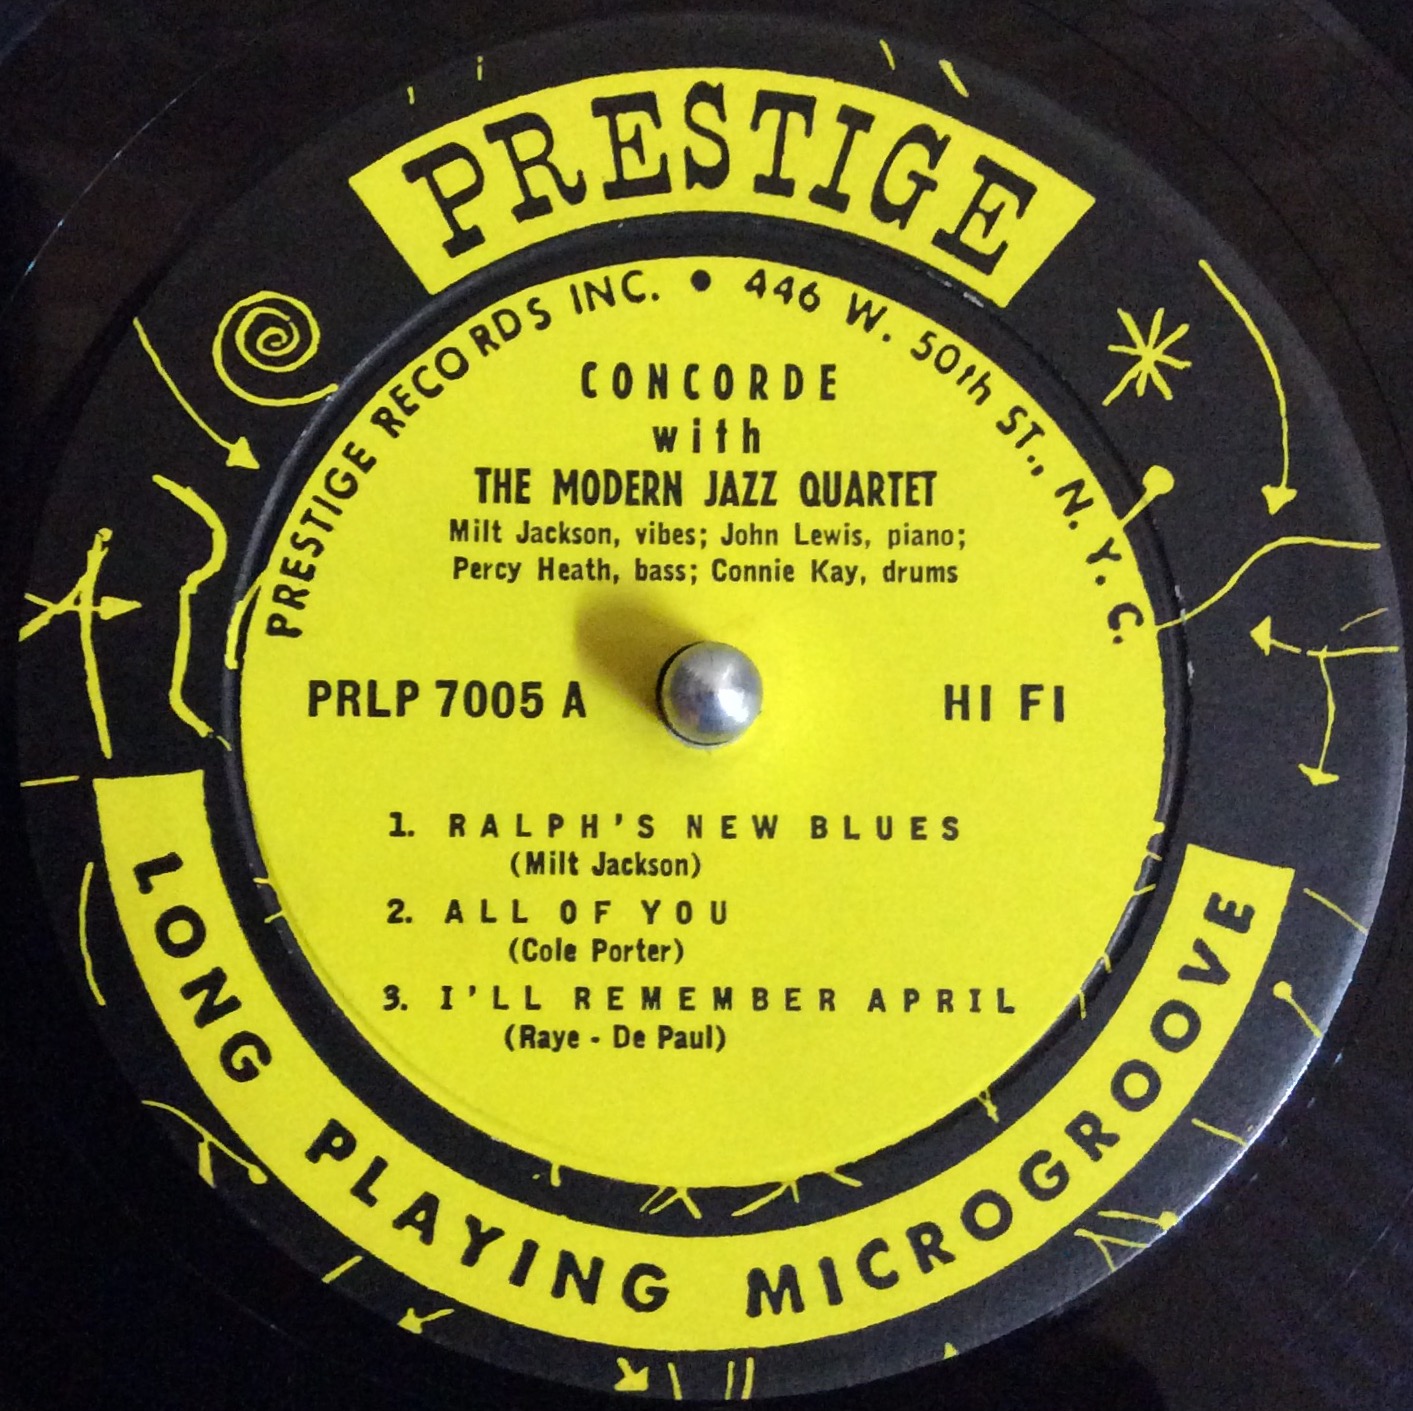 PRESTIGE
PRESTIGE RECORDS INC. • 446 W. 50th ST., N.Y.C.
CONCORDE
with
THE MODERN JAZZ QUARTET
Milt Jackson, vibes; John Lewis, piano;
Percy Heath, bass; Connie Kay, drums
PRLP 7005 A
HI FI
1. RALPH'S NEW BLUES
(Milt Jackson)
2. ALL OF YOU
(Cole Porter)
3. I'LL REMEMBER APRIL
(Raye - De Paul)
LONG PLAYING MICROGROOVE